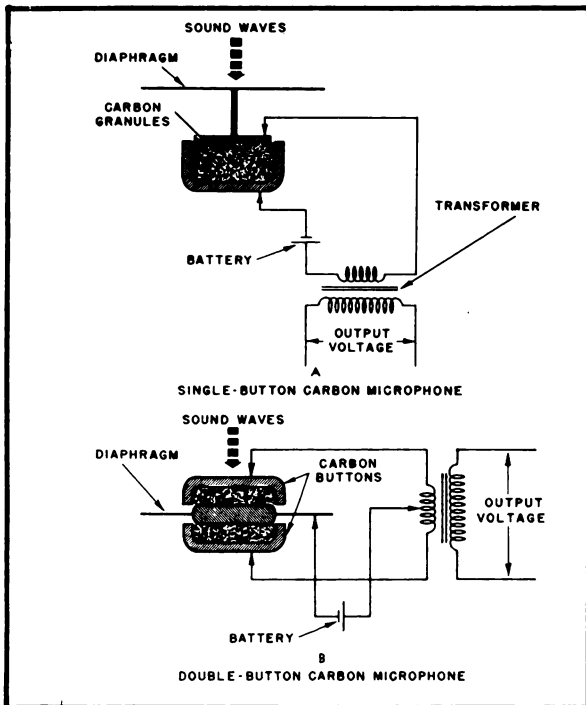 SOUND WAVES
DIAPHRAGM
CARBON
GRANULES
TRANSFORMER
BATTERY
OUTPUT
VOLTAGE
A
SINGLE-BUTTON CARBON MICROPHONE
SOUND WAVES
DIAPHRAGM
CARBON
BUTTONS
OUTPUT
VOLTAGE
BATTERY
B
DOUBLE-BUTTON CARBON MICROPHONE